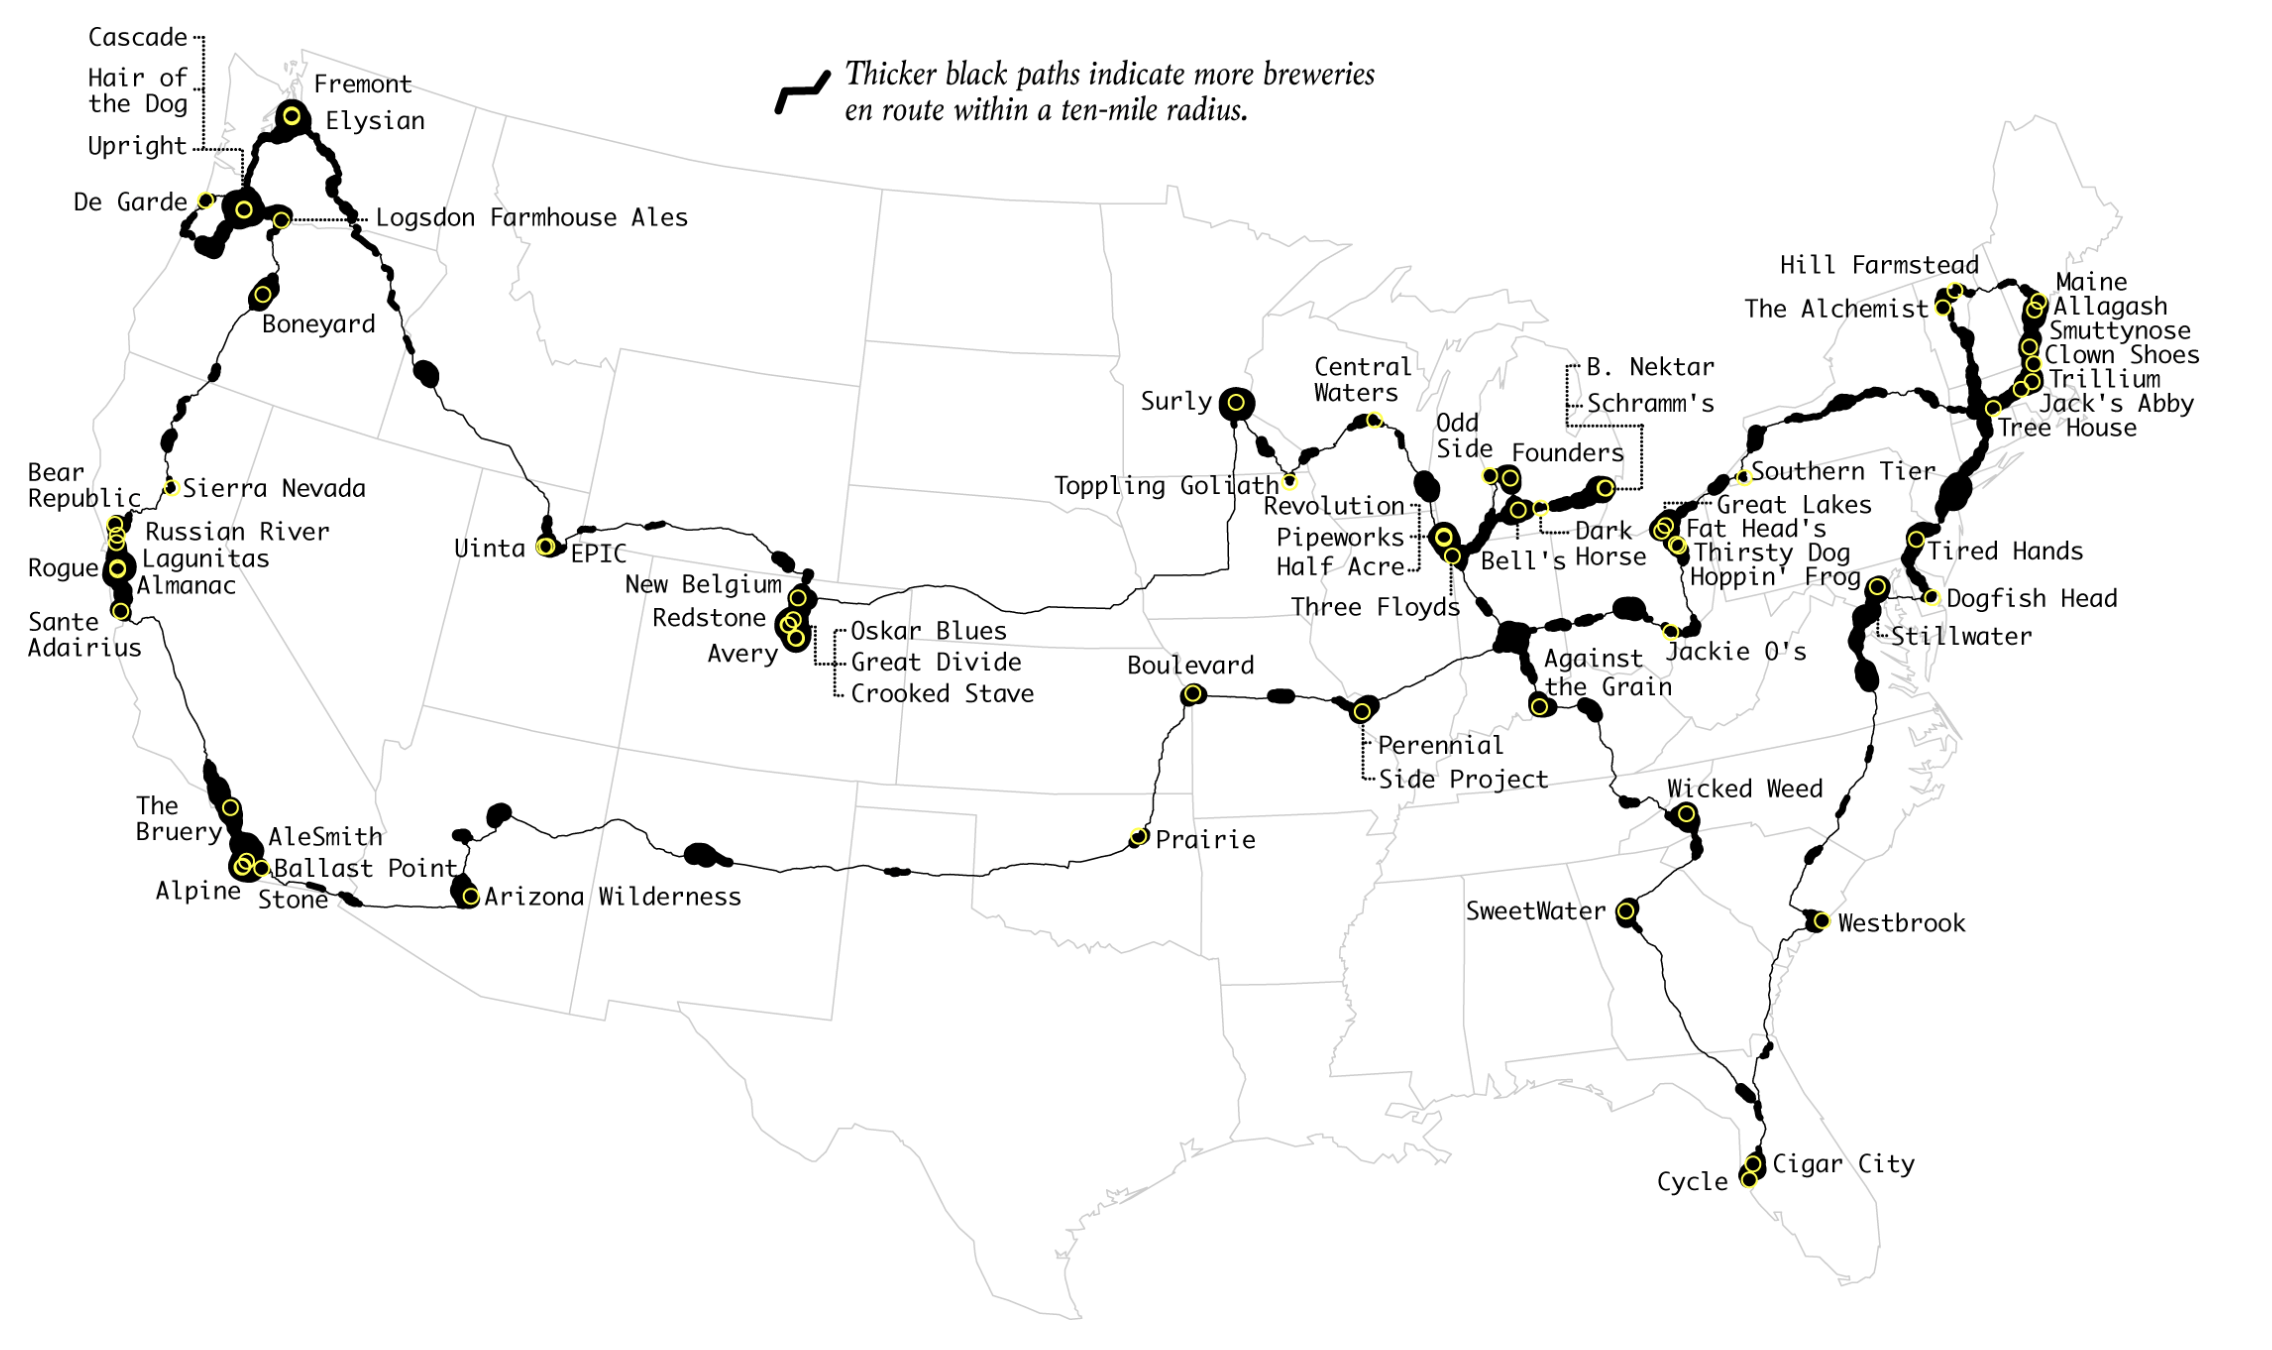 Cascade
Hair of
the Dog
Upright
De Garde
Fremont
Elysian
Logsdon Farmhouse Ales
Boneyard
Thicker black paths indicate more breweries
en route within a ten-mile radius.
Bear
Republic
Sierra Nevada
Russian River
Lagunitas
Rogue
Almanac
Sante
Adairius
The
Bruery
AleSmith
Ballast Point
Alpine
Stone
Arizona Wilderness
Uinta
EPIC
New Belgium
Redstone
Avery
Oskar Blues
Great Divide
Crooked Stave
Surly
Toppling Goliath
Central
Waters
Odd
Side
Founders
B. Nektar
Schramm's
Revolution
Pipeworks
Half Acre
Three Floyds
Bell's
Dark
Horse
Boulevard
Prairie
Perennial
Side Project
Against
the Grain
Jackie O's
Southern Tier
Great Lakes
Fat Head's
Thirsty Dog
Hoppin' Frog
Hill Farmstead
The Alchemist
Maine
Allagash
Smuttynose
Clown Shoes
Trillium
Jack's Abby
Tree House
Tired Hands
Dogfish Head
Stillwater
Wicked Weed
SweetWater
Westbrook
Cigar City
Cycle